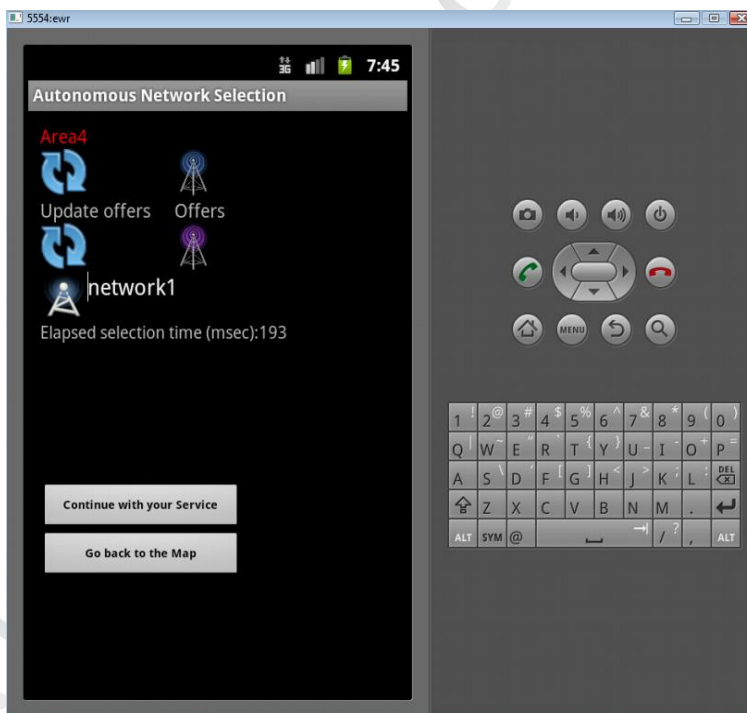 5554:ewr
3G 7:45
Autonomous Network Selection
Area4
Update offers Offers
network1
Elapsed selection time (msec):193
Continue with your Service
Go back to the Map
MENU
1 ! 2 @ 3 # 4 $ 5 % 6 ^ 7 & 8 * 9 ( 0 )
Q | W ~ E " R ` T { Y } U _ I - O + P =
A S \ D ' F [ G ] H < J > K ; L : DEL
Z X C V B N M .
ALT SYM @ / ? , ALT